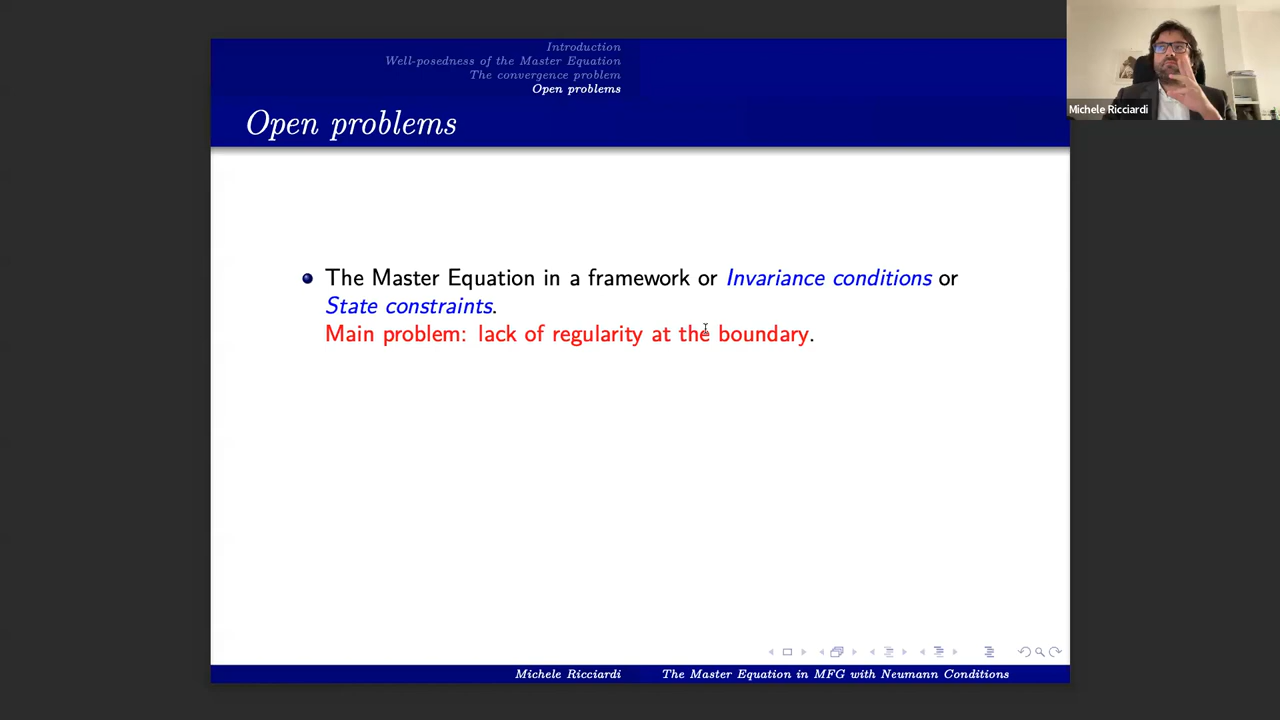 Introduction
Well-posedness of the Master Equation
The convergence problem
Open problems
Open problems
Michele Ricciardi
The Master Equation in a framework or Invariance conditions or
State constraints.
Main problem: lack of regularity at the boundary.
Michele Ricciardi The Master Equation in MFG with Neumann Conditions